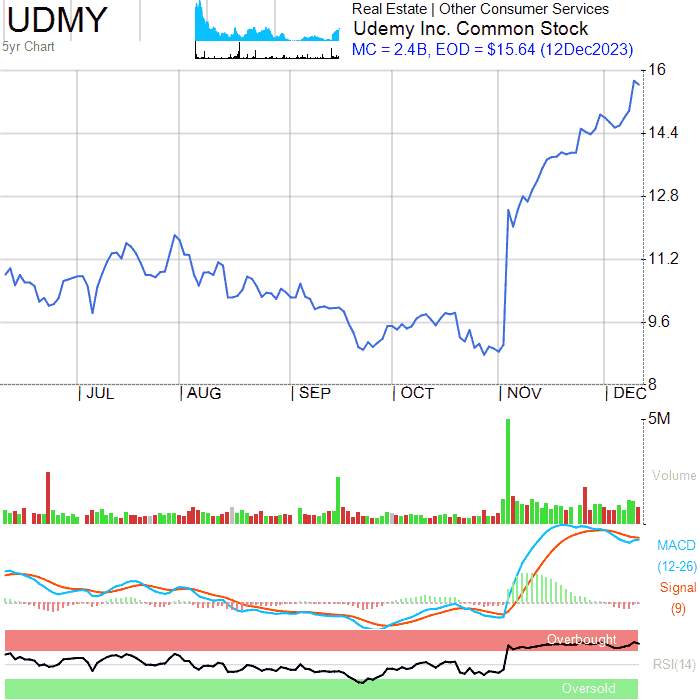 UDMY
5yr Chart
Real Estate | Other Consumer Services
Udemy Inc. Common Stock
MC = 2.4B, EOD = $15.64 (12Dec2023)
16
14.4
12.8
11.2
9.6
8
JUL
AUG
SEP
OCT
NOV
DEC
5M
Volume
MACD
(12-26)
Signal
(9)
Overbought
RSI(14)
Oversold